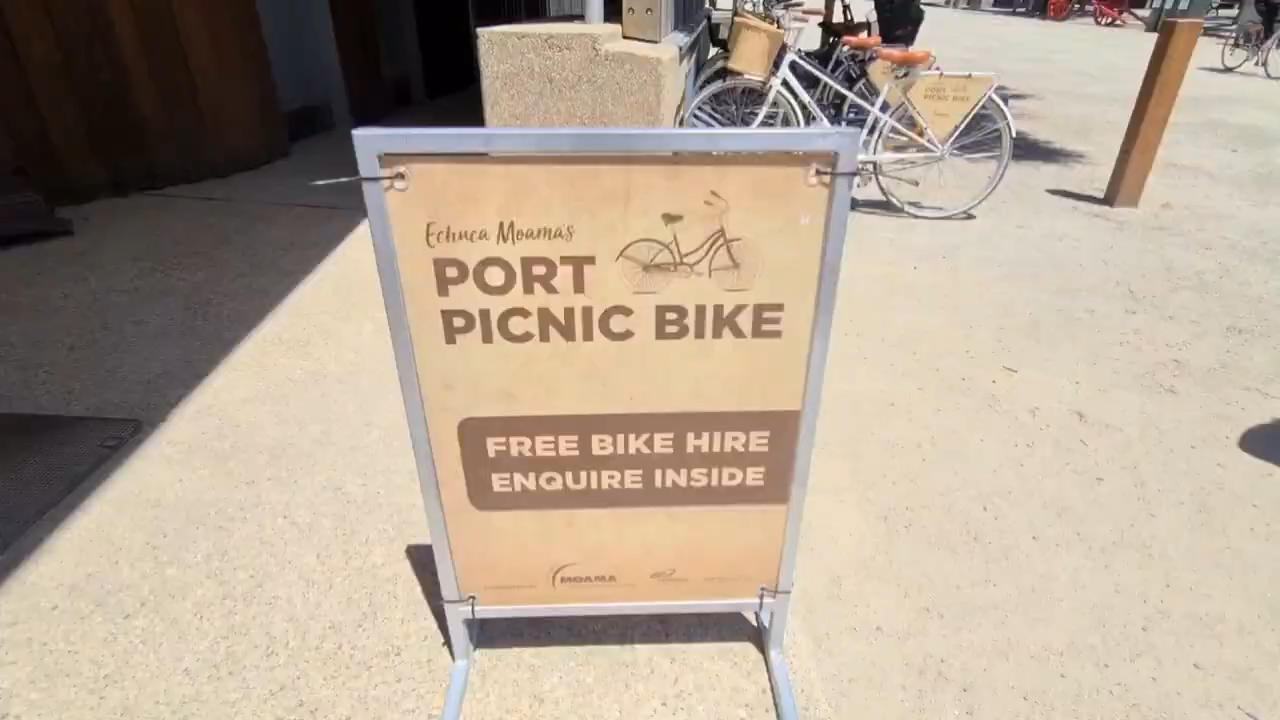 Echuca Moama's
PORT
PICNIC BIKE
FREE BIKE HIRE
ENQUIRE INSIDE
MOAMA
PORT
PICNIC BIKE